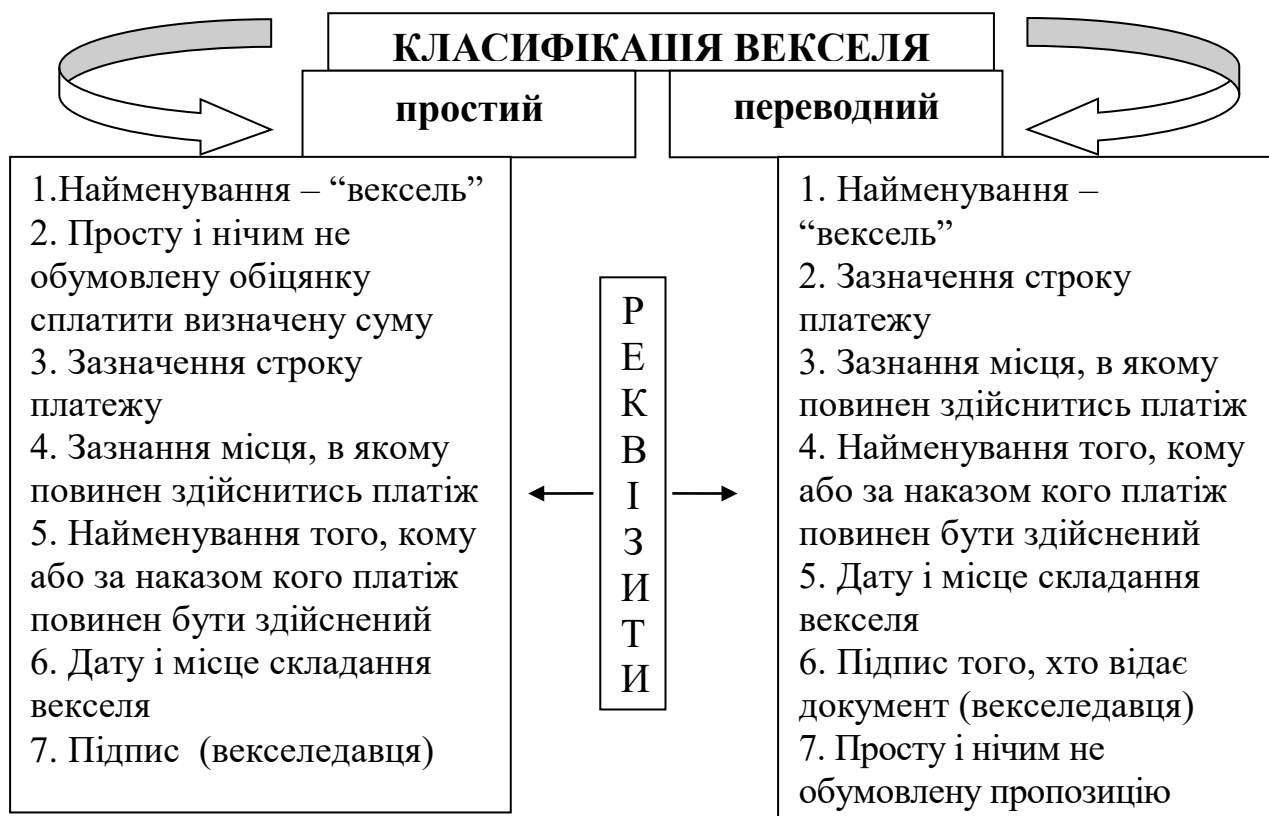 КЛАСИФІКАЦІЯ ВЕКСЕЛЯ
простий
переводний
1.Найменування – “вексель”
2. Просту і нічим не
обумовлену обіцянку
сплатити визначену суму
3. Зазначення строку
платежу
4. Зазнання місця, в якому
повинен здійснитись платіж
5. Найменування того, кому
або за наказом кого платіж
повинен бути здійснений
6. Дату і місце складання
векселя
7. Підпис (векселедавця)
Р
Е
К
В
І
З
И
Т
И
1. Найменування –
“вексель”
2. Зазначення строку
платежу
3. Зазнання місця, в якому
повинен здійснитись платіж
4. Найменування того, кому
або за наказом кого платіж
повинен бути здійснений
5. Дату і місце складання
векселя
6. Підпис того, хто відає
документ (векселедавця)
7. Просту і нічим не
обумовлену пропозицію